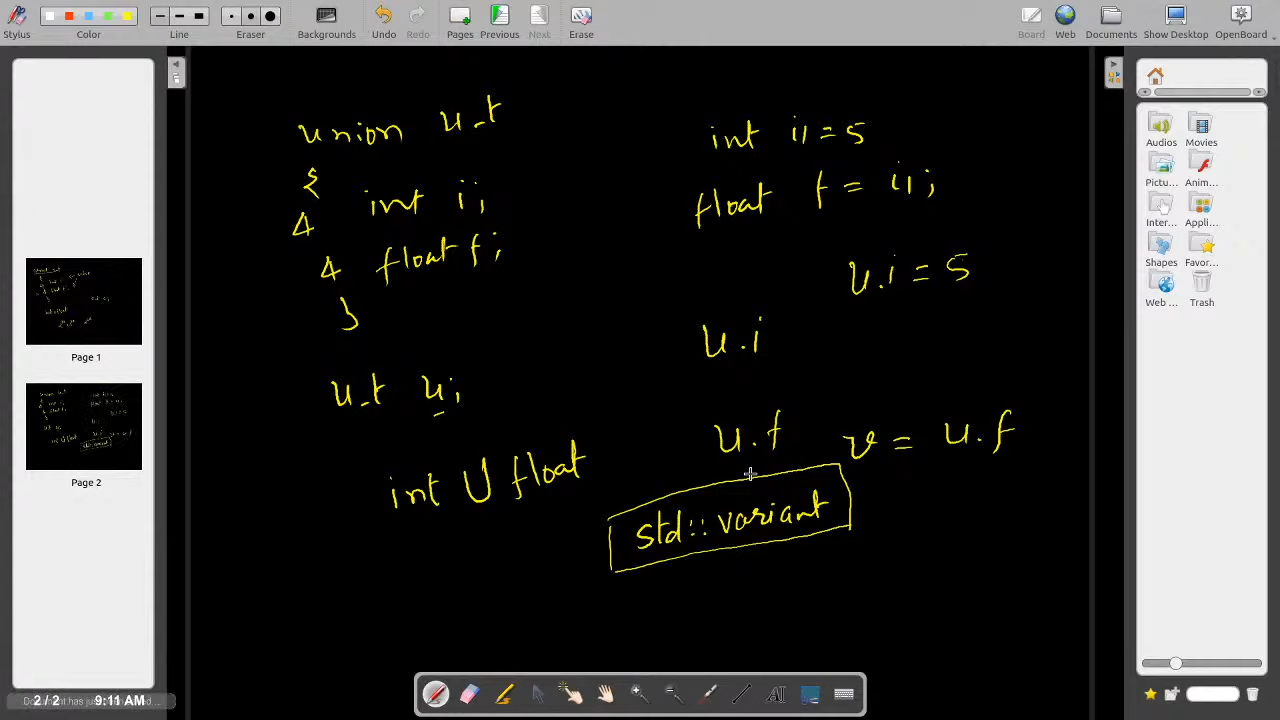 Stylus
Color
Line
Eraser
Backgrounds
Undo
Redo
Pages
Previous
Next
Erase
Board
Web
Documents
Show Desktop
OpenBoard
union u_t
{
4 int i;
4 float f;
}
u_t u;
int U float
int i1 = 5
float f = i1;
u.i = 5
u.i
u.f v = u.f
std::variant
Page 1
Page 2
2 / 2 9:11 AM
Audios Movies
Pictu... Anim...
Inter... Appli...
Shapes Favor...
Web ... Trash